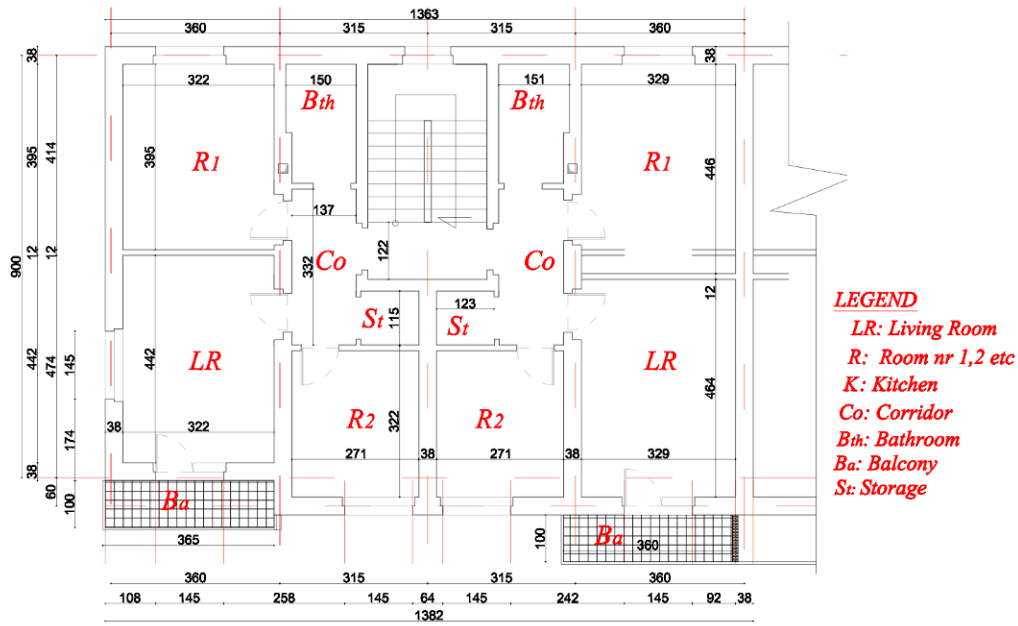 1363
360 315 315 360
38 38
322 150 151 329
Bth Bth
395 414 395 R1 R1 446
137
12 12 332 Co 122 Co
900
12
St 115 123 St
LEGEND
LR: Living Room
R: Room nr 1,2 etc
K: Kitchen
Co: Corridor
Bth: Bathroom
Ba: Balcony
St: Storage
442 474 145 442 LR LR 464
R2 322 R2
38 322 271 38 271 38 329
174
38
60
100 Ba 100 Ba
365 360
360 315 315 360
108 145 258 145 64 145 242 145 92 38
1382